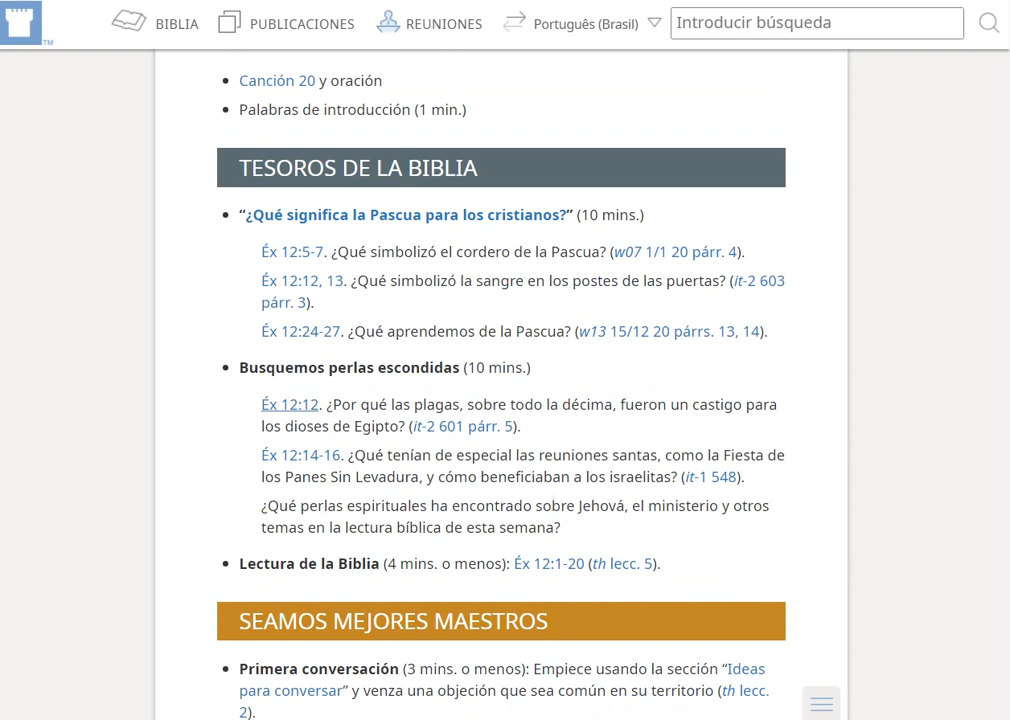 BIBLIA PUBLICACIONES REUNIONES Português (Brasil) Introducir búsqueda
TM
• Canción 20 y oración
• Palabras de introducción (1 min.)
TESOROS DE LA BIBLIA
• “¿Qué significa la Pascua para los cristianos?” (10 mins.)
Éx 12:5-7. ¿Qué simbolizó el cordero de la Pascua? (w07 1/1 20 párr. 4).
Éx 12:12, 13. ¿Qué simbolizó la sangre en los postes de las puertas? (it-2 603
párr. 3).
Éx 12:24-27. ¿Qué aprendemos de la Pascua? (w13 15/12 20 párrs. 13, 14).
• Busquemos perlas escondidas (10 mins.)
Éx 12:12. ¿Por qué las plagas, sobre todo la décima, fueron un castigo para
los dioses de Egipto? (it-2 601 párr. 5).
Éx 12:14-16. ¿Qué tenían de especial las reuniones santas, como la Fiesta de
los Panes Sin Levadura, y cómo beneficiaban a los israelitas? (it-1 548).
¿Qué perlas espirituales ha encontrado sobre Jehová, el ministerio y otros
temas en la lectura bíblica de esta semana?
• Lectura de la Biblia (4 mins. o menos): Éx 12:1-20 (th lecc. 5).
SEAMOS MEJORES MAESTROS
• Primera conversación (3 mins. o menos): Empiece usando la sección “Ideas
para conversar” y venza una objeción que sea común en su territorio (th lecc.
2).